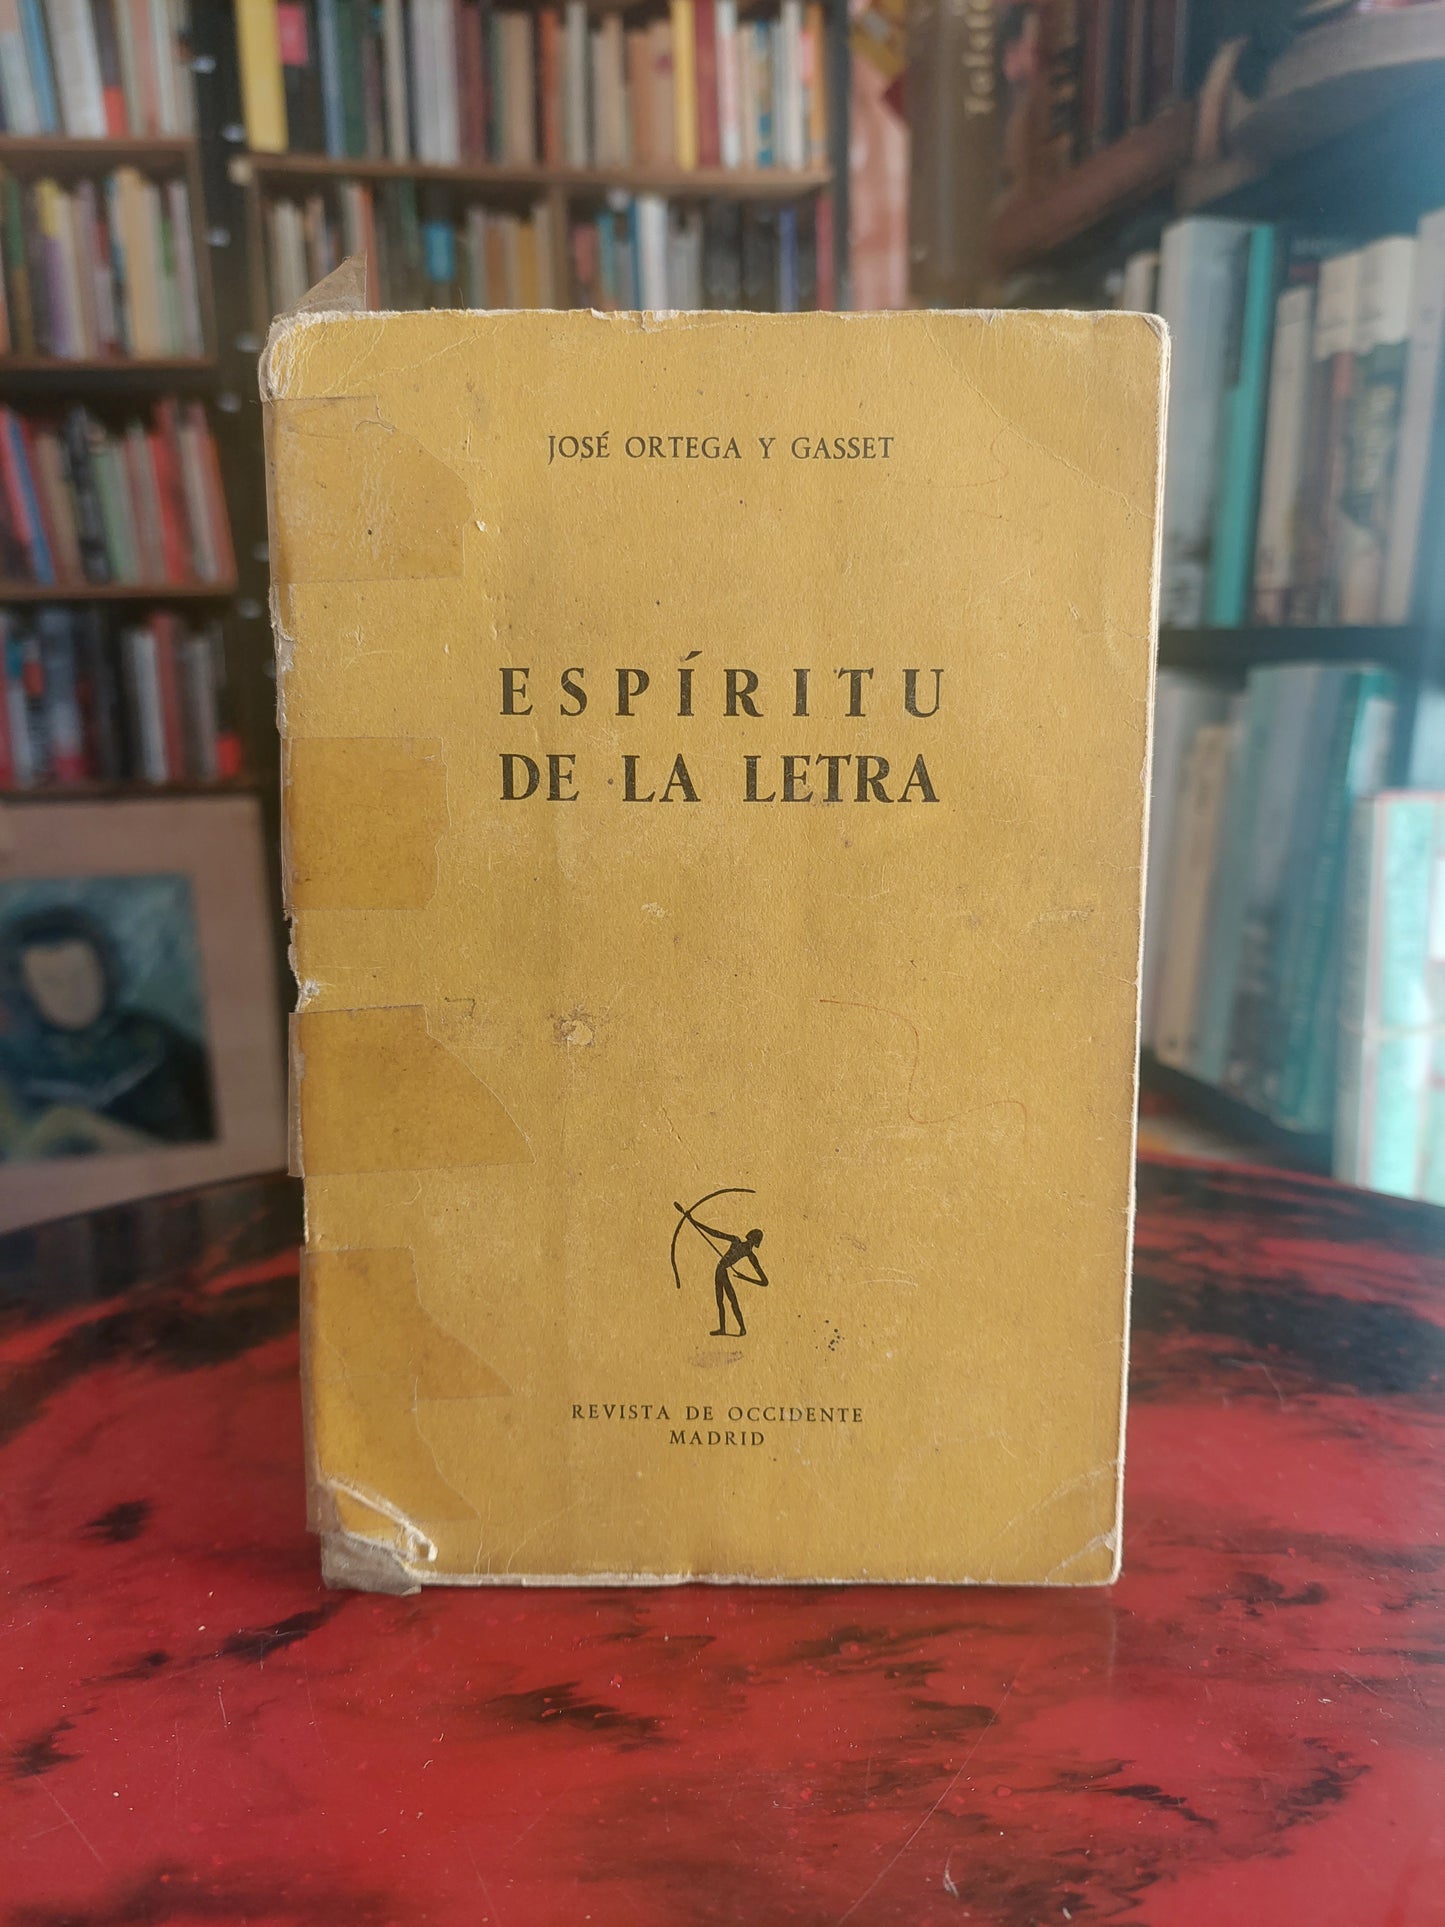 JOSÉ ORTEGA Y GASSET
ESPÍRITU
DE LA LETRA
REVISTA DE OCCIDENTE
MADRID